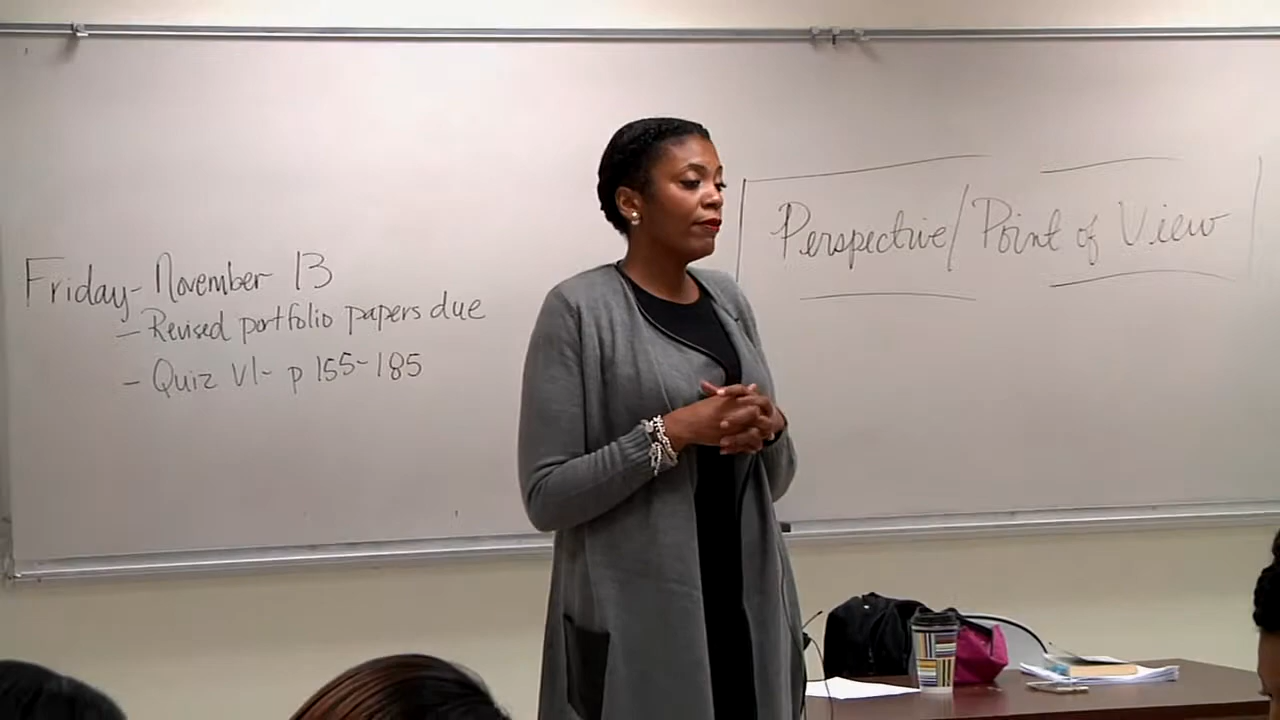 Friday- November 13
- Revised portfolio papers due
- Quiz VI- p 155-185
Perspective/Point of View